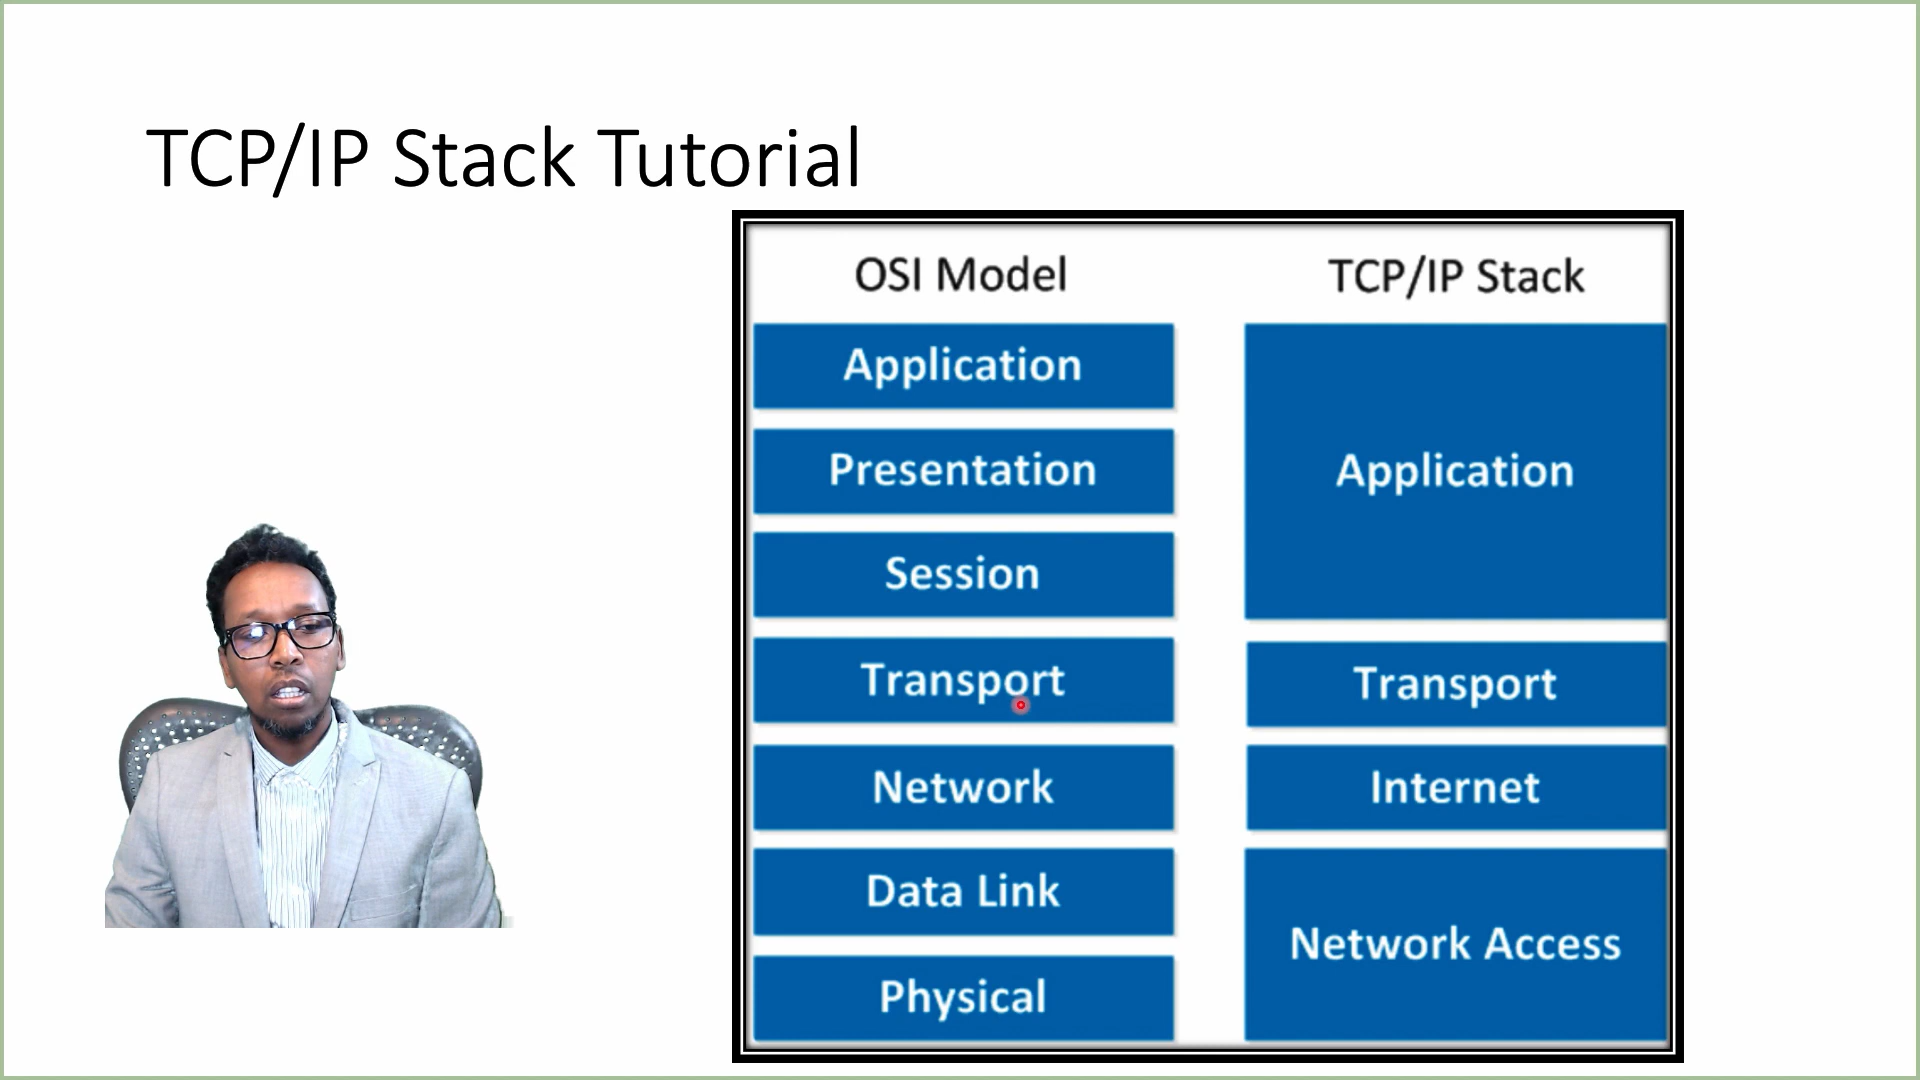 TCP/IP Stack Tutorial
OSI Model
Application
Presentation
Session
Transport
Network
Data Link
Physical
TCP/IP Stack
Application
Transport
Internet
Network Access